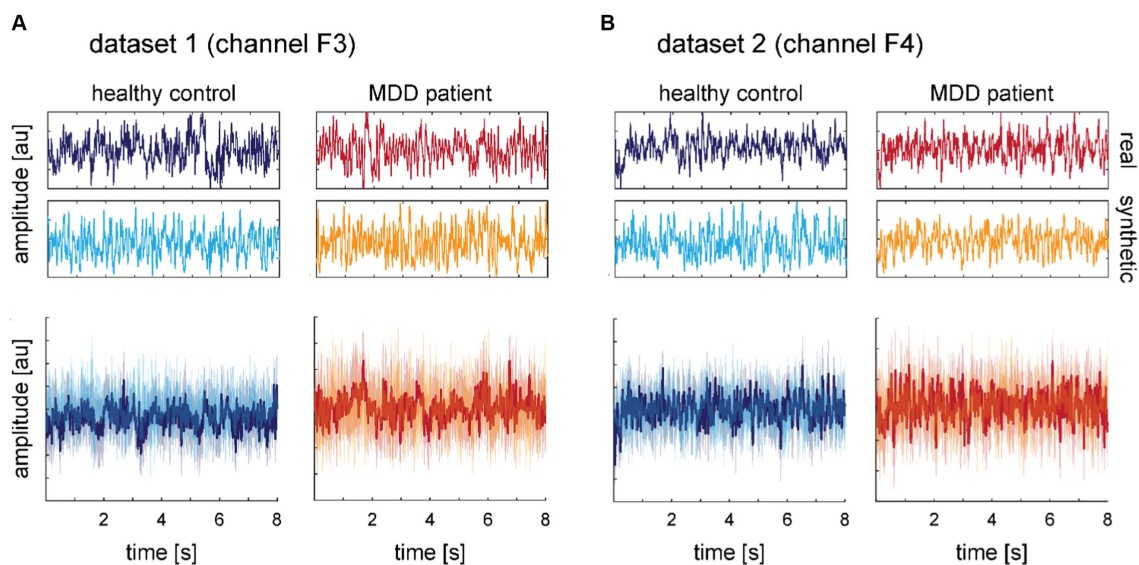 A
dataset 1 (channel F3)
B
dataset 2 (channel F4)
healthy control
MDD patient
healthy control
MDD patient
amplitude [au]
real
synthetic
amplitude [au]
2 4 6 8
2 4 6 8
2 4 6 8
2 4 6 8
time [s]
time [s]
time [s]
time [s]